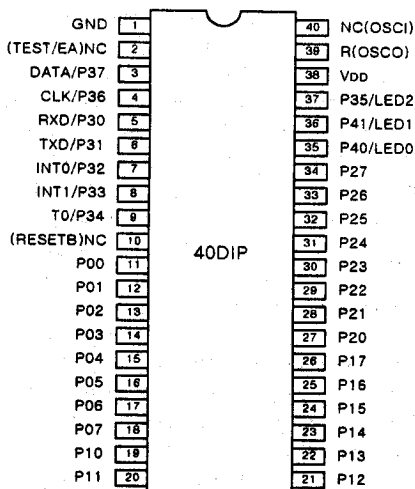 GND 1 40 NC(OSCI)
(TEST/EA)NC 2 39 R(OSCO)
DATA/P37 3 38 VDD
CLK/P36 4 37 P35/LED2
RXD/P30 5 36 P41/LED1
TXD/P31 6 35 P40/LED0
INT0/P32 7 34 P27
INT1/P33 8 33 P26
T0/P34 9 32 P25
(RESETB)NC 10 31 P24
40DIP
P00 11 30 P23
P01 12 29 P22
P02 13 28 P21
P03 14 27 P20
P04 15 26 P17
P05 16 25 P16
P06 17 24 P15
P07 18 23 P14
P10 19 22 P13
P11 20 21 P12